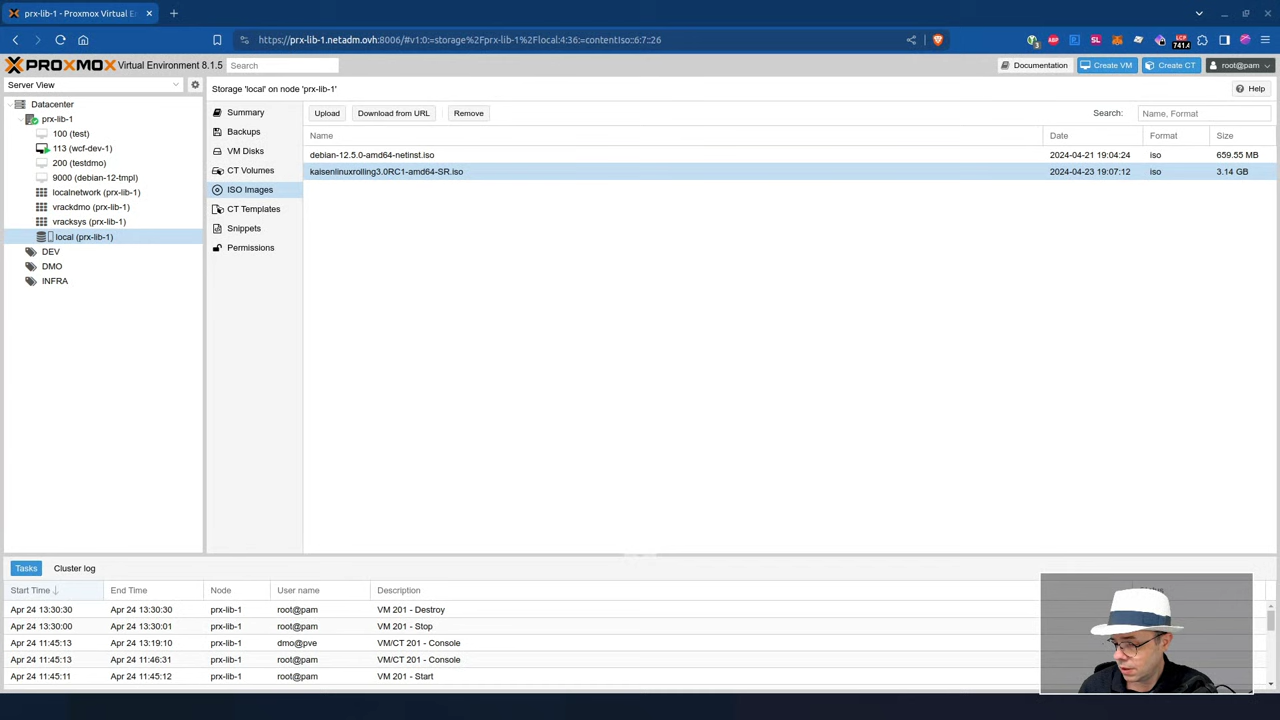 prx-lib-1 - Proxmox Virtual E
https://prx-lib-1.netadm.ovh:8006/#v1:0:=storage%2Fprx-lib-1%2Flocal:4:36:=contentIso::6:7::26
3
ABP
SL
LCP
741.4
PROXMOX Virtual Environment 8.1.5 Search Documentation Create VM Create CT root@pam
Server View
Storage 'local' on node 'prx-lib-1' Help
Datacenter
prx-lib-1
100 (test)
113 (wcf-dev-1)
200 (testdmo)
9000 (debian-12-tmpl)
localnetwork (prx-lib-1)
vrackdmo (prx-lib-1)
vracksys (prx-lib-1)
local (prx-lib-1)
DEV
DMO
INFRA
Summary
Backups
VM Disks
CT Volumes
ISO Images
CT Templates
Snippets
Permissions
Upload Download from URL Remove Search: Name, Format
Name Date Format Size
debian-12.5.0-amd64-netinst.iso 2024-04-21 19:04:24 iso 659.55 MB
kaisenlinuxrolling3.0RC1-amd64-SR.iso 2024-04-23 19:07:12 iso 3.14 GB
Tasks Cluster log
Start Time End Time Node User name Description
Apr 24 13:30:30 Apr 24 13:30:30 prx-lib-1 root@pam VM 201 - Destroy
Apr 24 13:30:00 Apr 24 13:30:01 prx-lib-1 root@pam VM 201 - Stop
Apr 24 11:45:13 Apr 24 13:19:10 prx-lib-1 dmo@pve VM/CT 201 - Console
Apr 24 11:45:13 Apr 24 11:46:31 prx-lib-1 root@pam VM/CT 201 - Console
Apr 24 11:45:11 Apr 24 11:45:12 prx-lib-1 root@pam VM 201 - Start